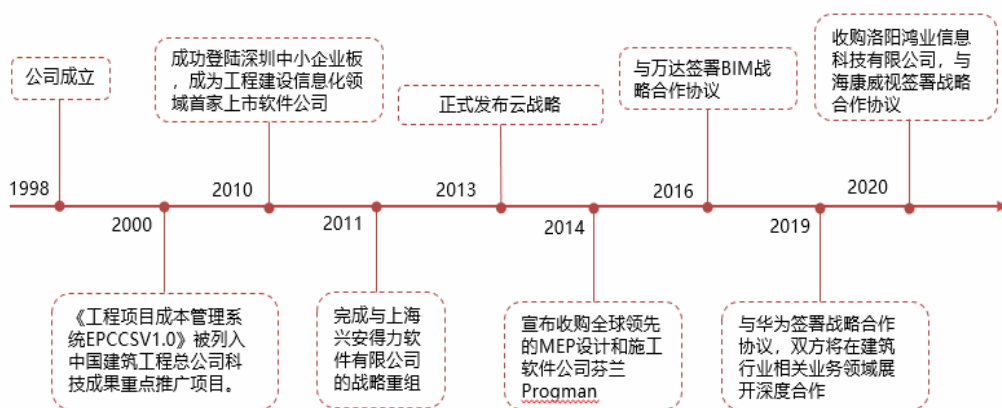 公司成立
成功登陆深圳中小企业板
，成为工程建设信息化领
域首家上市软件公司
正式发布云战略
与万达签署BIM战
略合作协议
收购洛阳鸿业信息
科技有限公司，与
海康威视签署战略
合作协议
1998
2010
2013
2016
2020
2000
2011
2014
2019
《工程项目成本管理系
统EPCCSV1.0》被列入
中国建筑工程总公司科
技成果重点推广项目。
完成与上海
兴安得力软
件有限公司
的战略重组
宣布收购全球领先
的MEP设计和施工
软件公司芬兰
Progman
与华为签署战略合作
协议，双方将在建筑
行业相关业务领域展
开深度合作